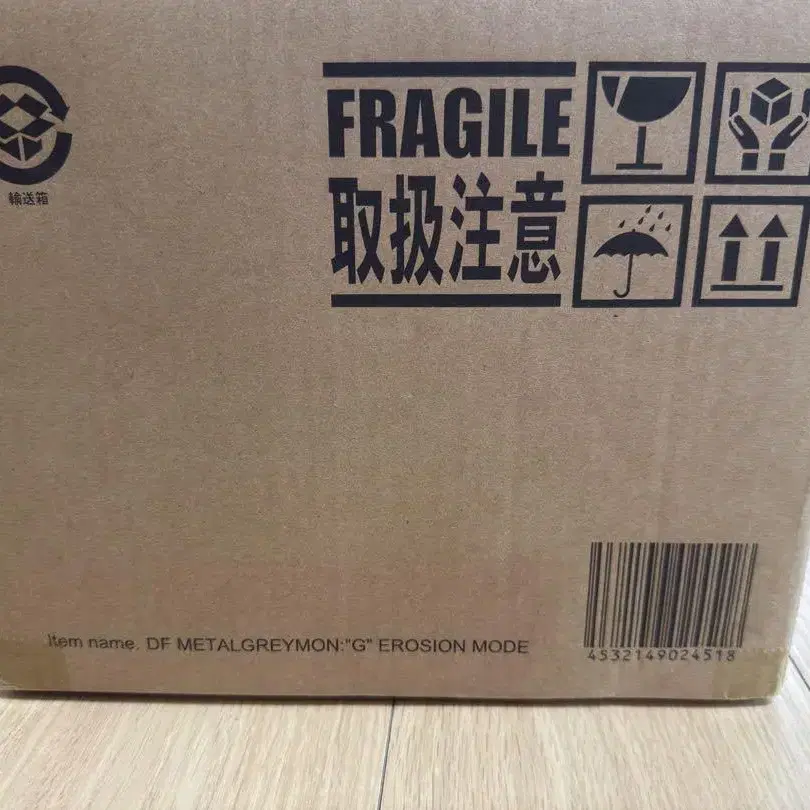 FRAGILE
取扱注意
輸送箱
Item name. DF METALGREYMON:"G" EROSION MODE
4532149024518